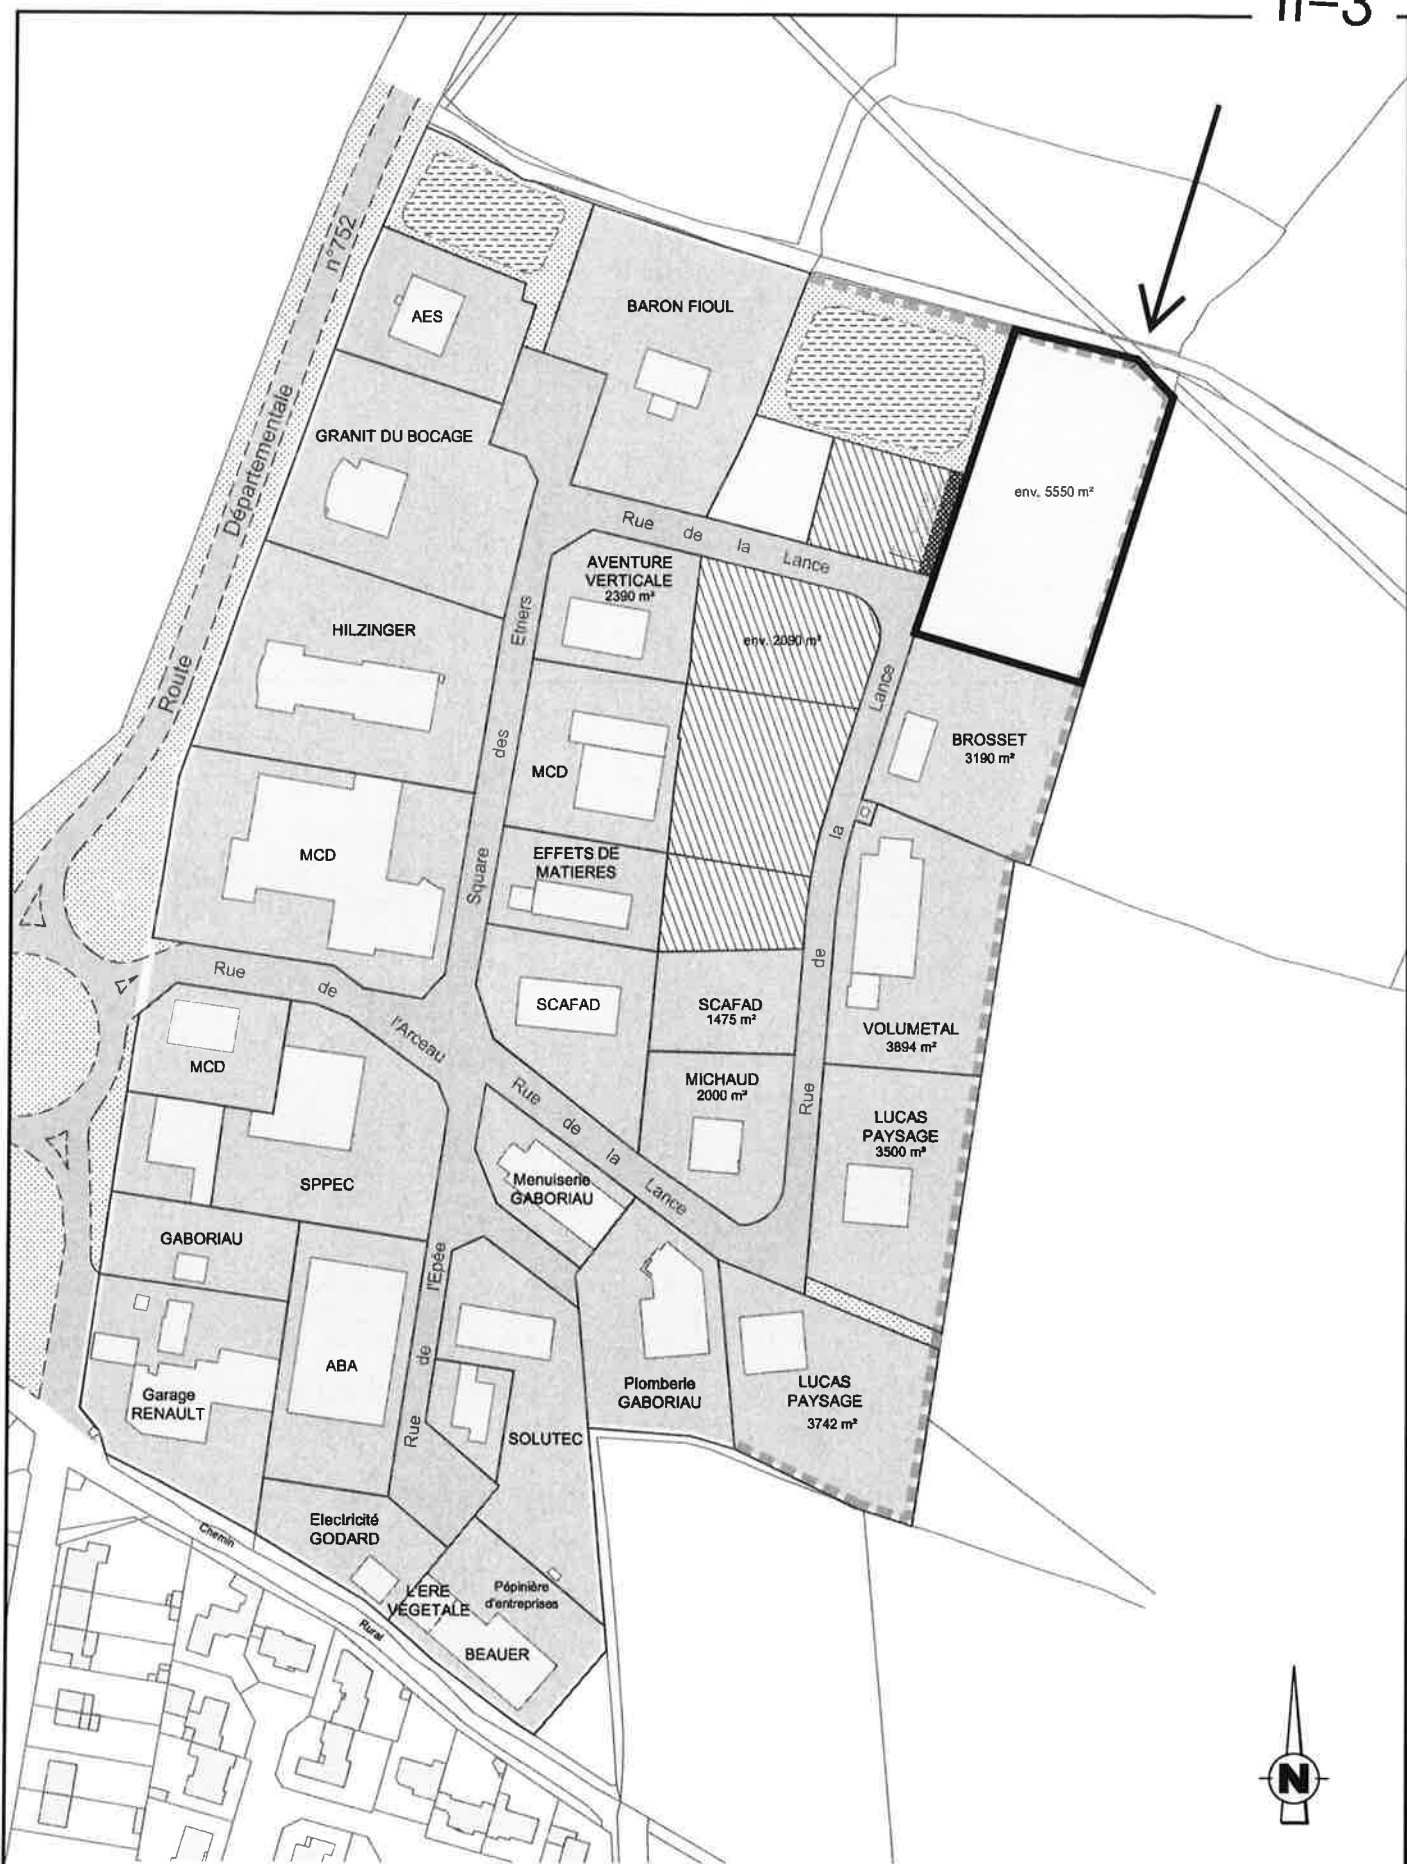 n°752
Départementale
Route
AES
BARON FIOUL
GRANIT DU BOCAGE
env. 5550 m²
Rue de la Lance
AVENTURE
VERTICALE
2390 m²
Etriers
des
Square
HILZINGER
env. 2090 m²
Lance
la
de
Rue
BROSSET
3190 m²
MCD
MCD
EFFETS DE
MATIERES
Rue de l'Arceau
SCAFAD
SCAFAD
1475 m²
VOLUMETAL
3894 m²
MCD
MICHAUD
2000 m²
Rue de la Lance
LUCAS
PAYSAGE
3500 m²
SPPEC
Menuiserie
GABORIAU
GABORIAU
l'Epée
de
Rue
ABA
Garage
RENAULT
Plomberie
GABORIAU
LUCAS
PAYSAGE
3742 m²
SOLUTEC
Electricité
GODARD
Chemin
Rural
L'ERE
VEGETALE
Pépinière
d'entreprises
BEAUER
N